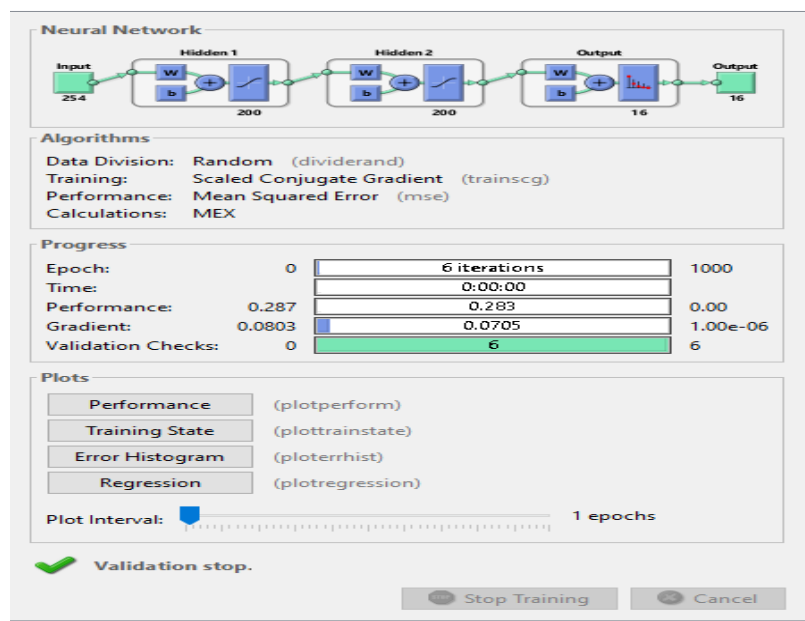 Neural Network
Hidden 1 Hidden 2 Output
Input Output
W W W
b b b
254 16
200 200 16
Algorithms
Data Division: Random (dividerand)
Training: Scaled Conjugate Gradient (trainscg)
Performance: Mean Squared Error (mse)
Calculations: MEX
Progress
Epoch: 0 6 iterations 1000
Time: 0:00:00
Performance: 0.287 0.283 0.00
Gradient: 0.0803 0.0705 1.00e-06
Validation Checks: 0 6 6
Plots
Performance (plotperform)
Training State (plottrainstate)
Error Histogram (ploterrhist)
Regression (plotregression)
Plot Interval: 1 epochs
Validation stop.
Stop Training Cancel